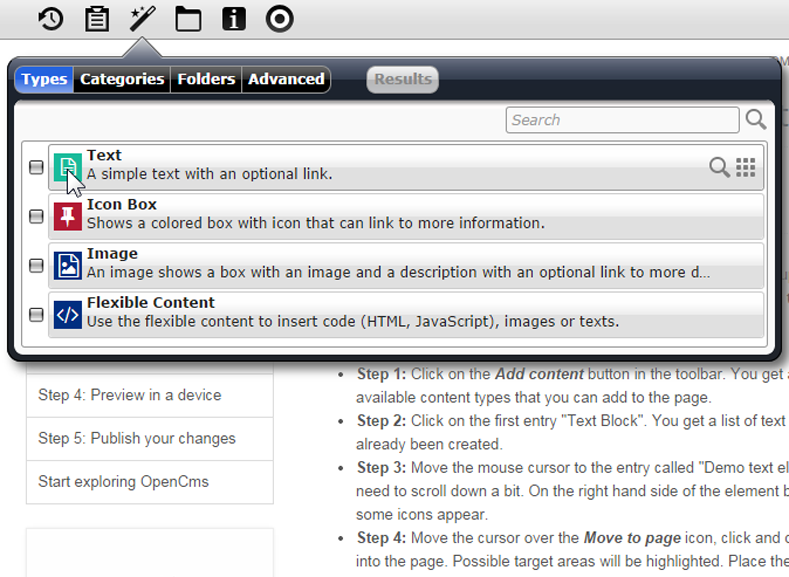 Types Categories Folders Advanced Results
Search
Text
A simple text with an optional link.
Icon Box
Shows a colored box with icon that can link to more information.
Image
An image shows a box with an image and a description with an optional link to more d...
Flexible Content
Use the flexible content to insert code (HTML, JavaScript), images or texts.
Step 4: Preview in a device
Step 5: Publish your changes
Start exploring OpenCms
Step 1: Click on the Add content button in the toolbar. You get
available content types that you can add to the page.
Step 2: Click on the first entry "Text Block". You get a list of text
already been created.
Step 3: Move the mouse cursor to the entry called "Demo text
need to scroll down a bit. On the right hand side of the element
some icons appear.
Step 4: Move the cursor over the Move to page icon, click and
into the page. Possible target areas will be highlighted. Place the